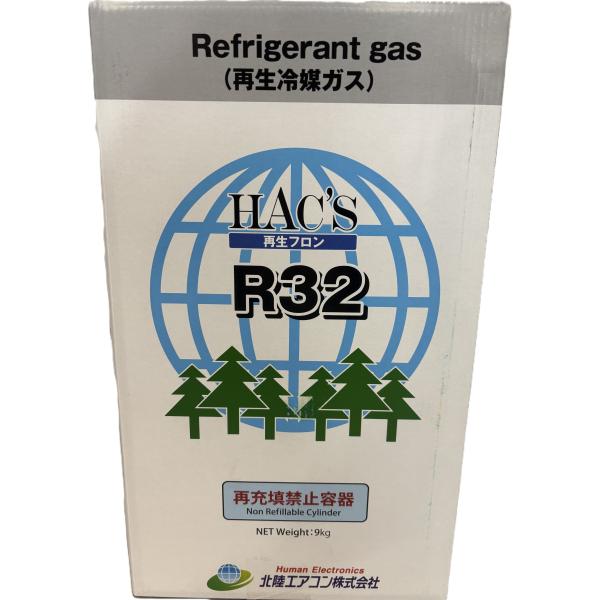 Refrigerant gas
(再生冷媒ガス)
HAC'S
再生フロン
R32
再充填禁止容器
Non Refillable Cylinder
NET Weight:9kg
Human Electronics
北陸エアコン株式会社